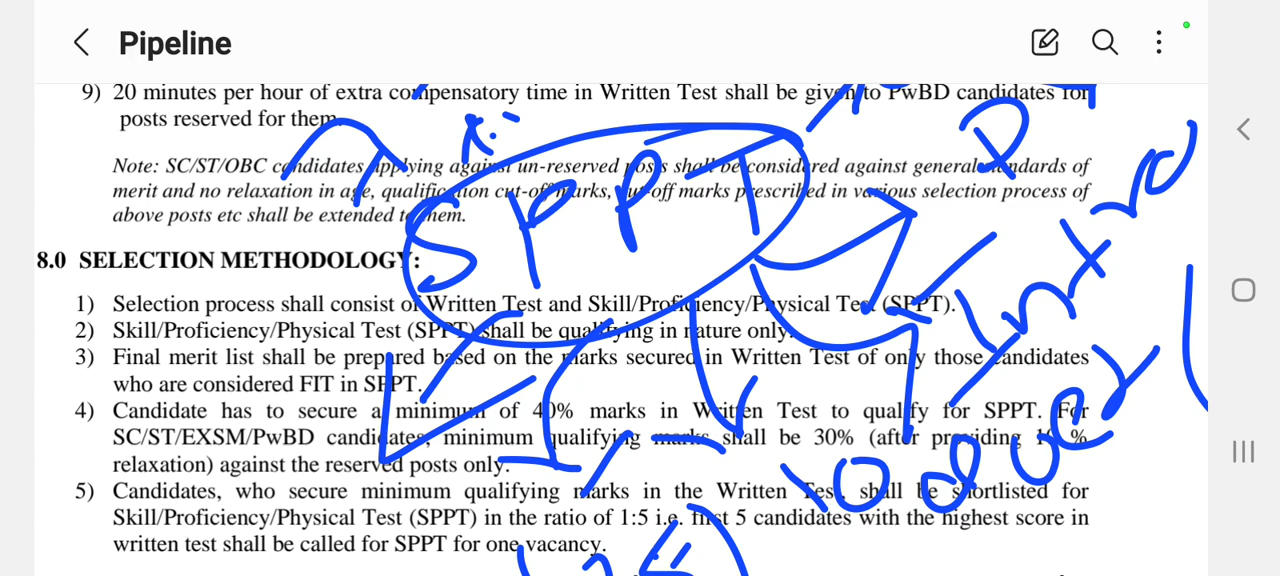 Pipeline
9) 20 minutes per hour of extra compensatory time in Written Test shall be given to PwBD candidates for
posts reserved for them.
Note: SC/ST/OBC candidates applying against un-reserved posts shall be considered against general standards of
merit and no relaxation in age, qualification cut-off marks, cut-off marks prescribed in various selection process of
above posts etc shall be extended to them.
SPPT
8.0 SELECTION METHODOLOGY:
1) Selection process shall consist of Written Test and Skill/Proficiency/Physical Test (SPPT).
2) Skill/Proficiency/Physical Test (SPPT) shall be qualifying in nature only.
3) Final merit list shall be prepared based on the marks secured in Written Test of only those candidates
who are considered FIT in SPPT.
4) Candidate has to secure a minimum of 40% marks in Written Test to qualify for SPPT. For
SC/ST/EXSM/PwBD candidates, minimum qualifying marks shall be 30% (after providing 10 %
relaxation) against the reserved posts only.
5) Candidates, who secure minimum qualifying marks in the Written Test, shall be shortlisted for
Skill/Proficiency/Physical Test (SPPT) in the ratio of 1:5 i.e. first 5 candidates with the highest score in
written test shall be called for SPPT for one vacancy.